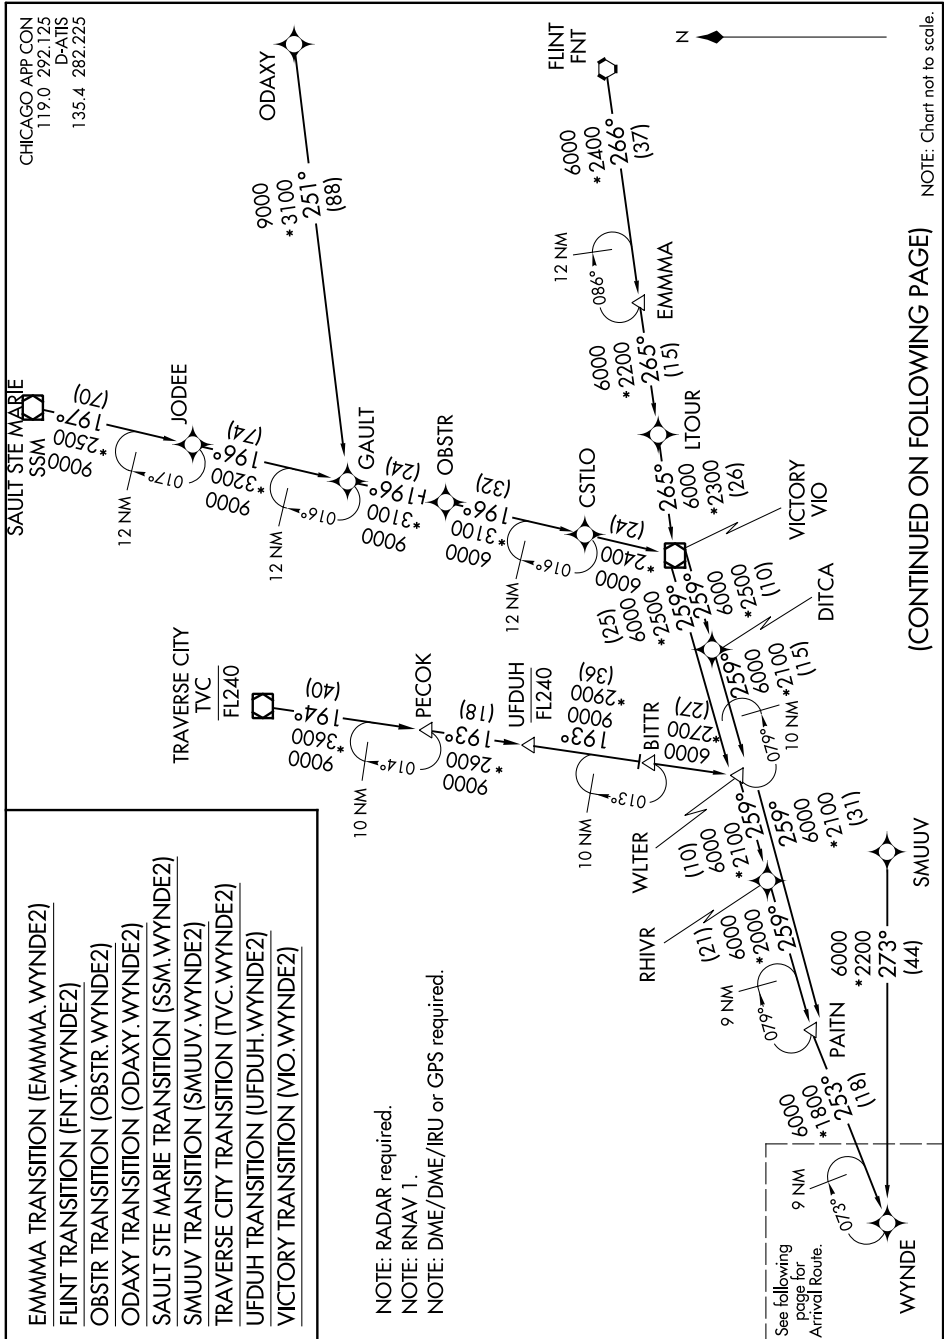 CHICAGO APP CON
119.0 292.125
D-ATIS
135.4 282.225
EMMMA TRANSITION (EMMMA.WYNDE2)
FLINT TRANSITION (FNT.WYNDE2)
OBSTR TRANSITION (OBSTR.WYNDE2)
ODAXY TRANSITION (ODAXY.WYNDE2)
SAULT STE MARIE TRANSITION (SSM.WYNDE2)
SMUUV TRANSITION (SMUUV.WYNDE2)
TRAVERSE CITY TRANSITION (TVC.WYNDE2)
UFDUH TRANSITION (UFDUH.WYNDE2)
VICTORY TRANSITION (VIO.WYNDE2)
NOTE: RADAR required.
NOTE: RNAV 1.
NOTE: DME/DME/IRU or GPS required.
SAULT STE MARIE
SSM
9000
*2500
197°
(70)
12 NM
017°
JODEE
9000
*3200
196°
(74)
12 NM
016°
GAULT
ODAXY
9000
*3100
251°
(88)
9000
*3100
196°
(24)
OBSTR
6000
*3100
196°
(32)
12 NM
016°
CSTLO
6000
*2400
(24)
TRAVERSE CITY
TVC
FL240
9000
*3600
194°
(40)
10 NM
014°
PECOK
9000
*2600
193°
(18)
UFDUH
FL240
193°
9000
*2900
(36)
10 NM
013°
BITTR
6000
*2700
(27)
FLINT
FNT
6000
*2400
266°
(37)
12 NM
086°
EMMMA
6000
*2200
265°
(15)
LTOUR
265°
6000
*2300
(26)
VICTORY
VIO
(25)
6000
*2500
259°
259°
6000
*2500
(10)
DITCA
259°
6000
*2100
(15)
079°
10 NM
WLTER
(10)
6000
*2100
259°
259°
6000
*2100
(31)
RHIVR
(21)
6000
*2000
259°
9 NM
079°
PAITN
6000
*1800
253°
(18)
SMUUV
6000
*2200
273°
(44)
9 NM
073°
WYNDE
See following
page for
Arrival Route.
N
(CONTINUED ON FOLLOWING PAGE)
NOTE: Chart not to scale.